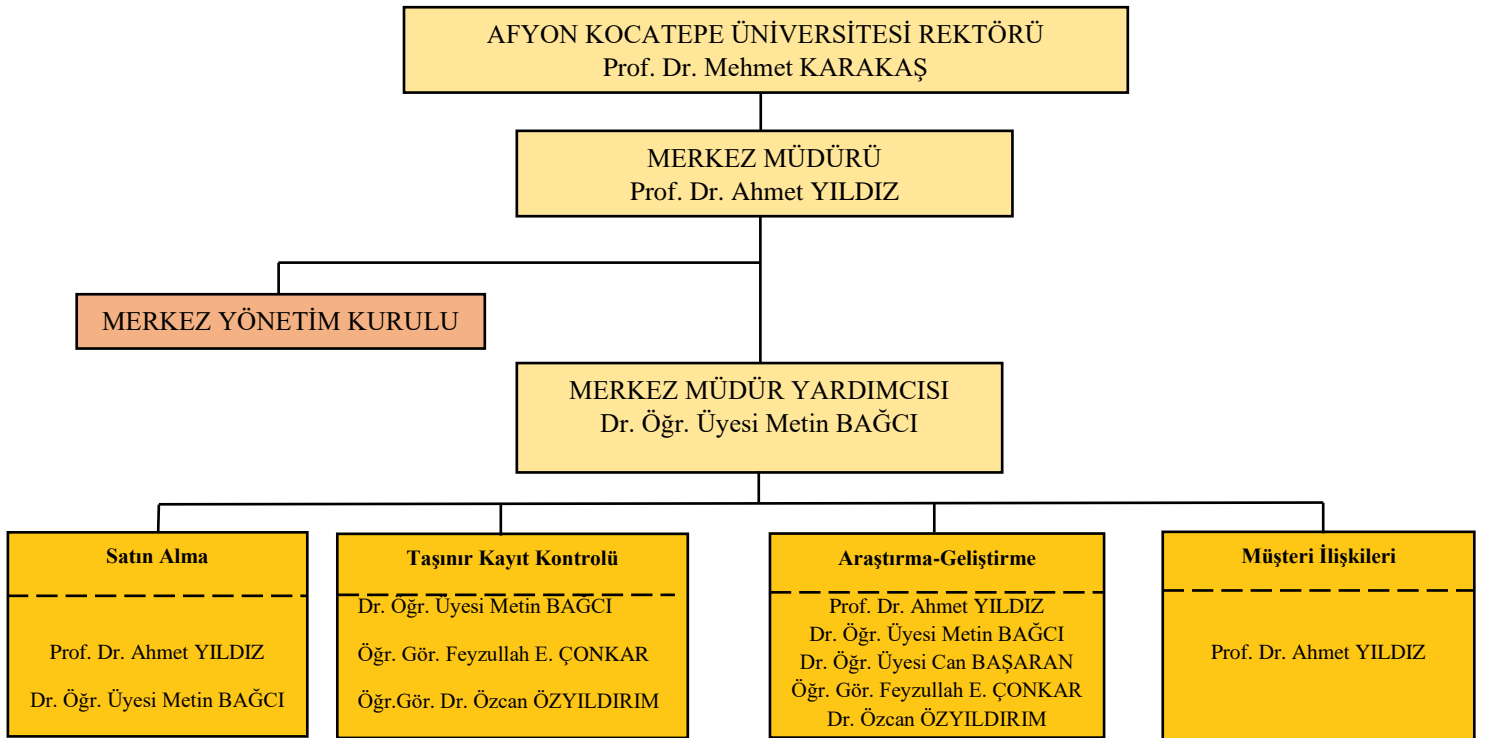 AFYON KOCATEPE ÜNİVERSİTESİ REKTÖRÜ
Prof. Dr. Mehmet KARAKAŞ
MERKEZ MÜDÜRÜ
Prof. Dr. Ahmet YILDIZ
MERKEZ YÖNETİM KURULU
MERKEZ MÜDÜR YARDIMCISI
Dr. Öğr. Üyesi Metin BAĞCI
Satın Alma
Prof. Dr. Ahmet YILDIZ
Dr. Öğr. Üyesi Metin BAĞCI
Taşınır Kayıt Kontrolü
Dr. Öğr. Üyesi Metin BAĞCI
Öğr. Gör. Feyzullah E. ÇONKAR
Öğr.Gör. Dr. Özcan ÖZYILDIRIM
Araştırma-Geliştirme
Prof. Dr. Ahmet YILDIZ
Dr. Öğr. Üyesi Metin BAĞCI
Dr. Öğr. Üyesi Can BAŞARAN
Öğr. Gör. Feyzullah E. ÇONKAR
Dr. Özcan ÖZYILDIRIM
Müşteri İlişkileri
Prof. Dr. Ahmet YILDIZ